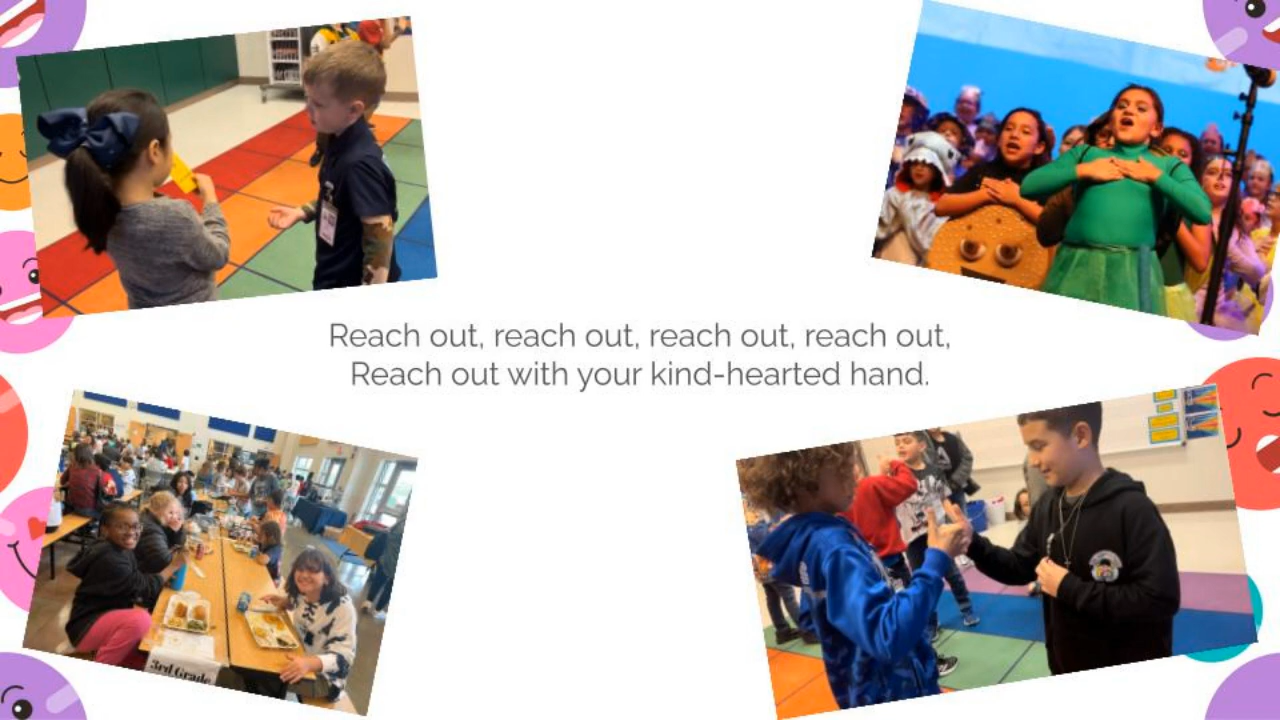 Reach out, reach out, reach out, reach out,
Reach out with your kind-hearted hand.
3rd Grade